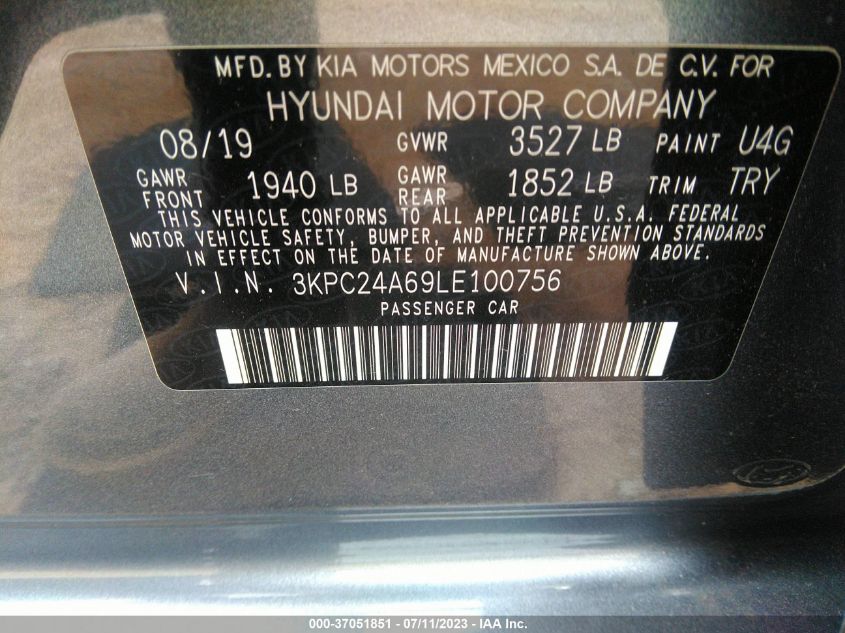 MFD. BY KIA MOTORS MEXICO S.A. DE C.V. FOR
HYUNDAI MOTOR COMPANY
08/19 GVWR 3527 LB PAINT U4G
GAWR FRONT 1940 LB GAWR REAR 1852 LB TRIM TRY
THIS VEHICLE CONFORMS TO ALL APPLICABLE U.S.A. FEDERAL
MOTOR VEHICLE SAFETY, BUMPER, AND THEFT PREVENTION STANDARDS
IN EFFECT ON THE DATE OF MANUFACTURE SHOWN ABOVE.
V.I.N. 3KPC24A69LE100756
PASSENGER CAR
000-37051851 - 07/11/2023 - IAA Inc.